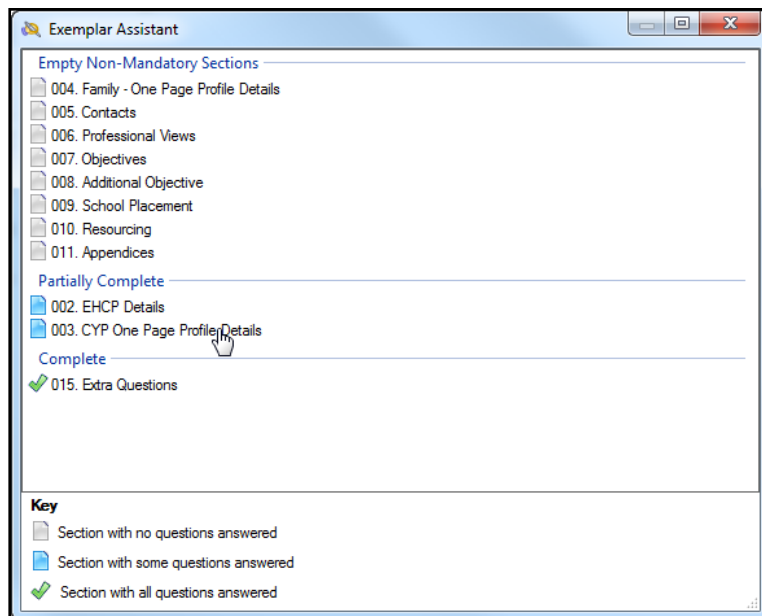 Exemplar Assistant
Empty Non-Mandatory Sections
004. Family - One Page Profile Details
005. Contacts
006. Professional Views
007. Objectives
008. Additional Objective
009. School Placement
010. Resourcing
011. Appendices
Partially Complete
002. EHCP Details
003. CYP One Page Profile Details
Complete
015. Extra Questions
Key
Section with no questions answered
Section with some questions answered
Section with all questions answered